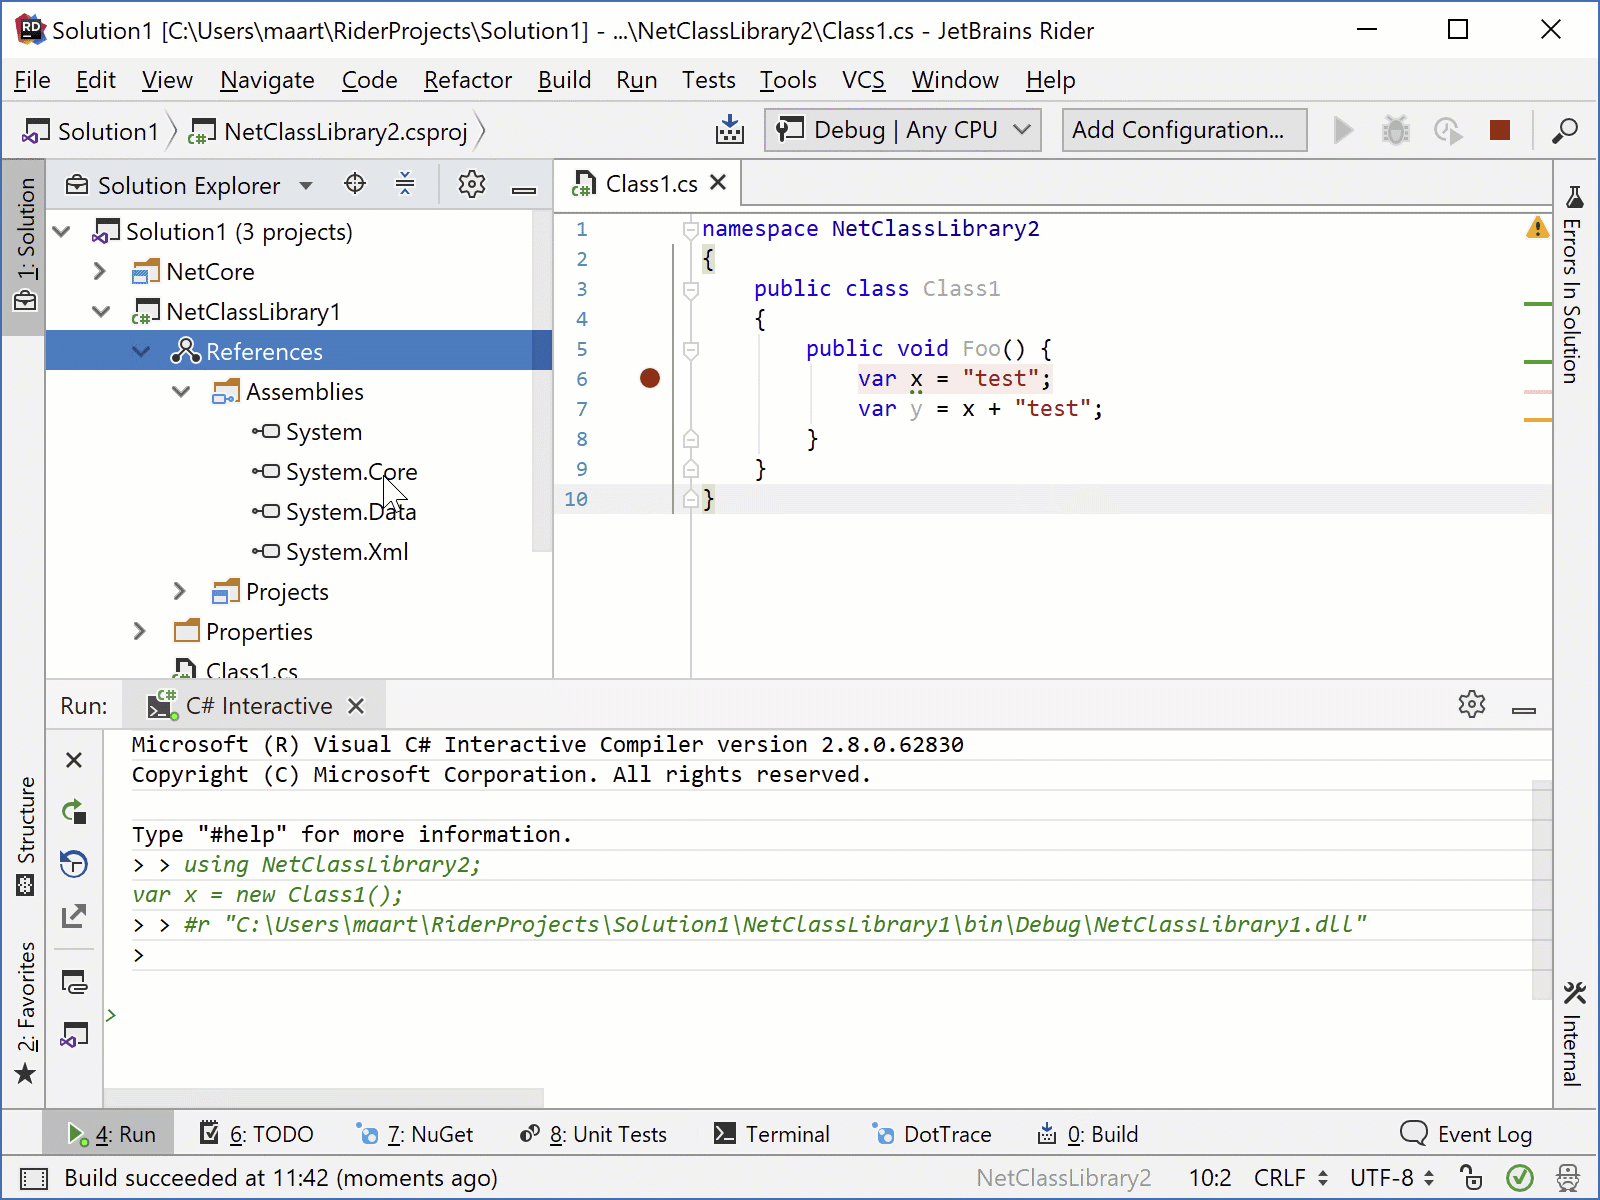 Solution1 [C:\Users\maart\RiderProjects\Solution1] - ...\NetClassLibrary2\Class1.cs - JetBrains Rider
File Edit View Navigate Code Refactor Build Run Tests Tools VCS Window Help
Solution1 NetClassLibrary2.csproj Debug | Any CPU Add Configuration...
1: Solution
Solution Explorer
Solution1 (3 projects)
NetCore
NetClassLibrary1
References
Assemblies
System
System.Core
System.Data
System.Xml
Projects
Properties
Class1.cs
Class1.cs
1 namespace NetClassLibrary2
2 {
3 public class Class1
4 {
5 public void Foo() {
6 var x = "test";
7 var y = x + "test";
8 }
9 }
10 }
Errors In Solution
Run: C# Interactive
Microsoft (R) Visual C# Interactive Compiler version 2.8.0.62830
Copyright (C) Microsoft Corporation. All rights reserved.
Type "#help" for more information.
> > using NetClassLibrary2;
var x = new Class1();
> > #r "C:\Users\maart\RiderProjects\Solution1\NetClassLibrary1\bin\Debug\NetClassLibrary1.dll"
>
>
Structure
2: Favorites
Internal
4: Run 6: TODO 7: NuGet 8: Unit Tests Terminal DotTrace 0: Build Event Log
Build succeeded at 11:42 (moments ago) NetClassLibrary2 10:2 CRLF UTF-8